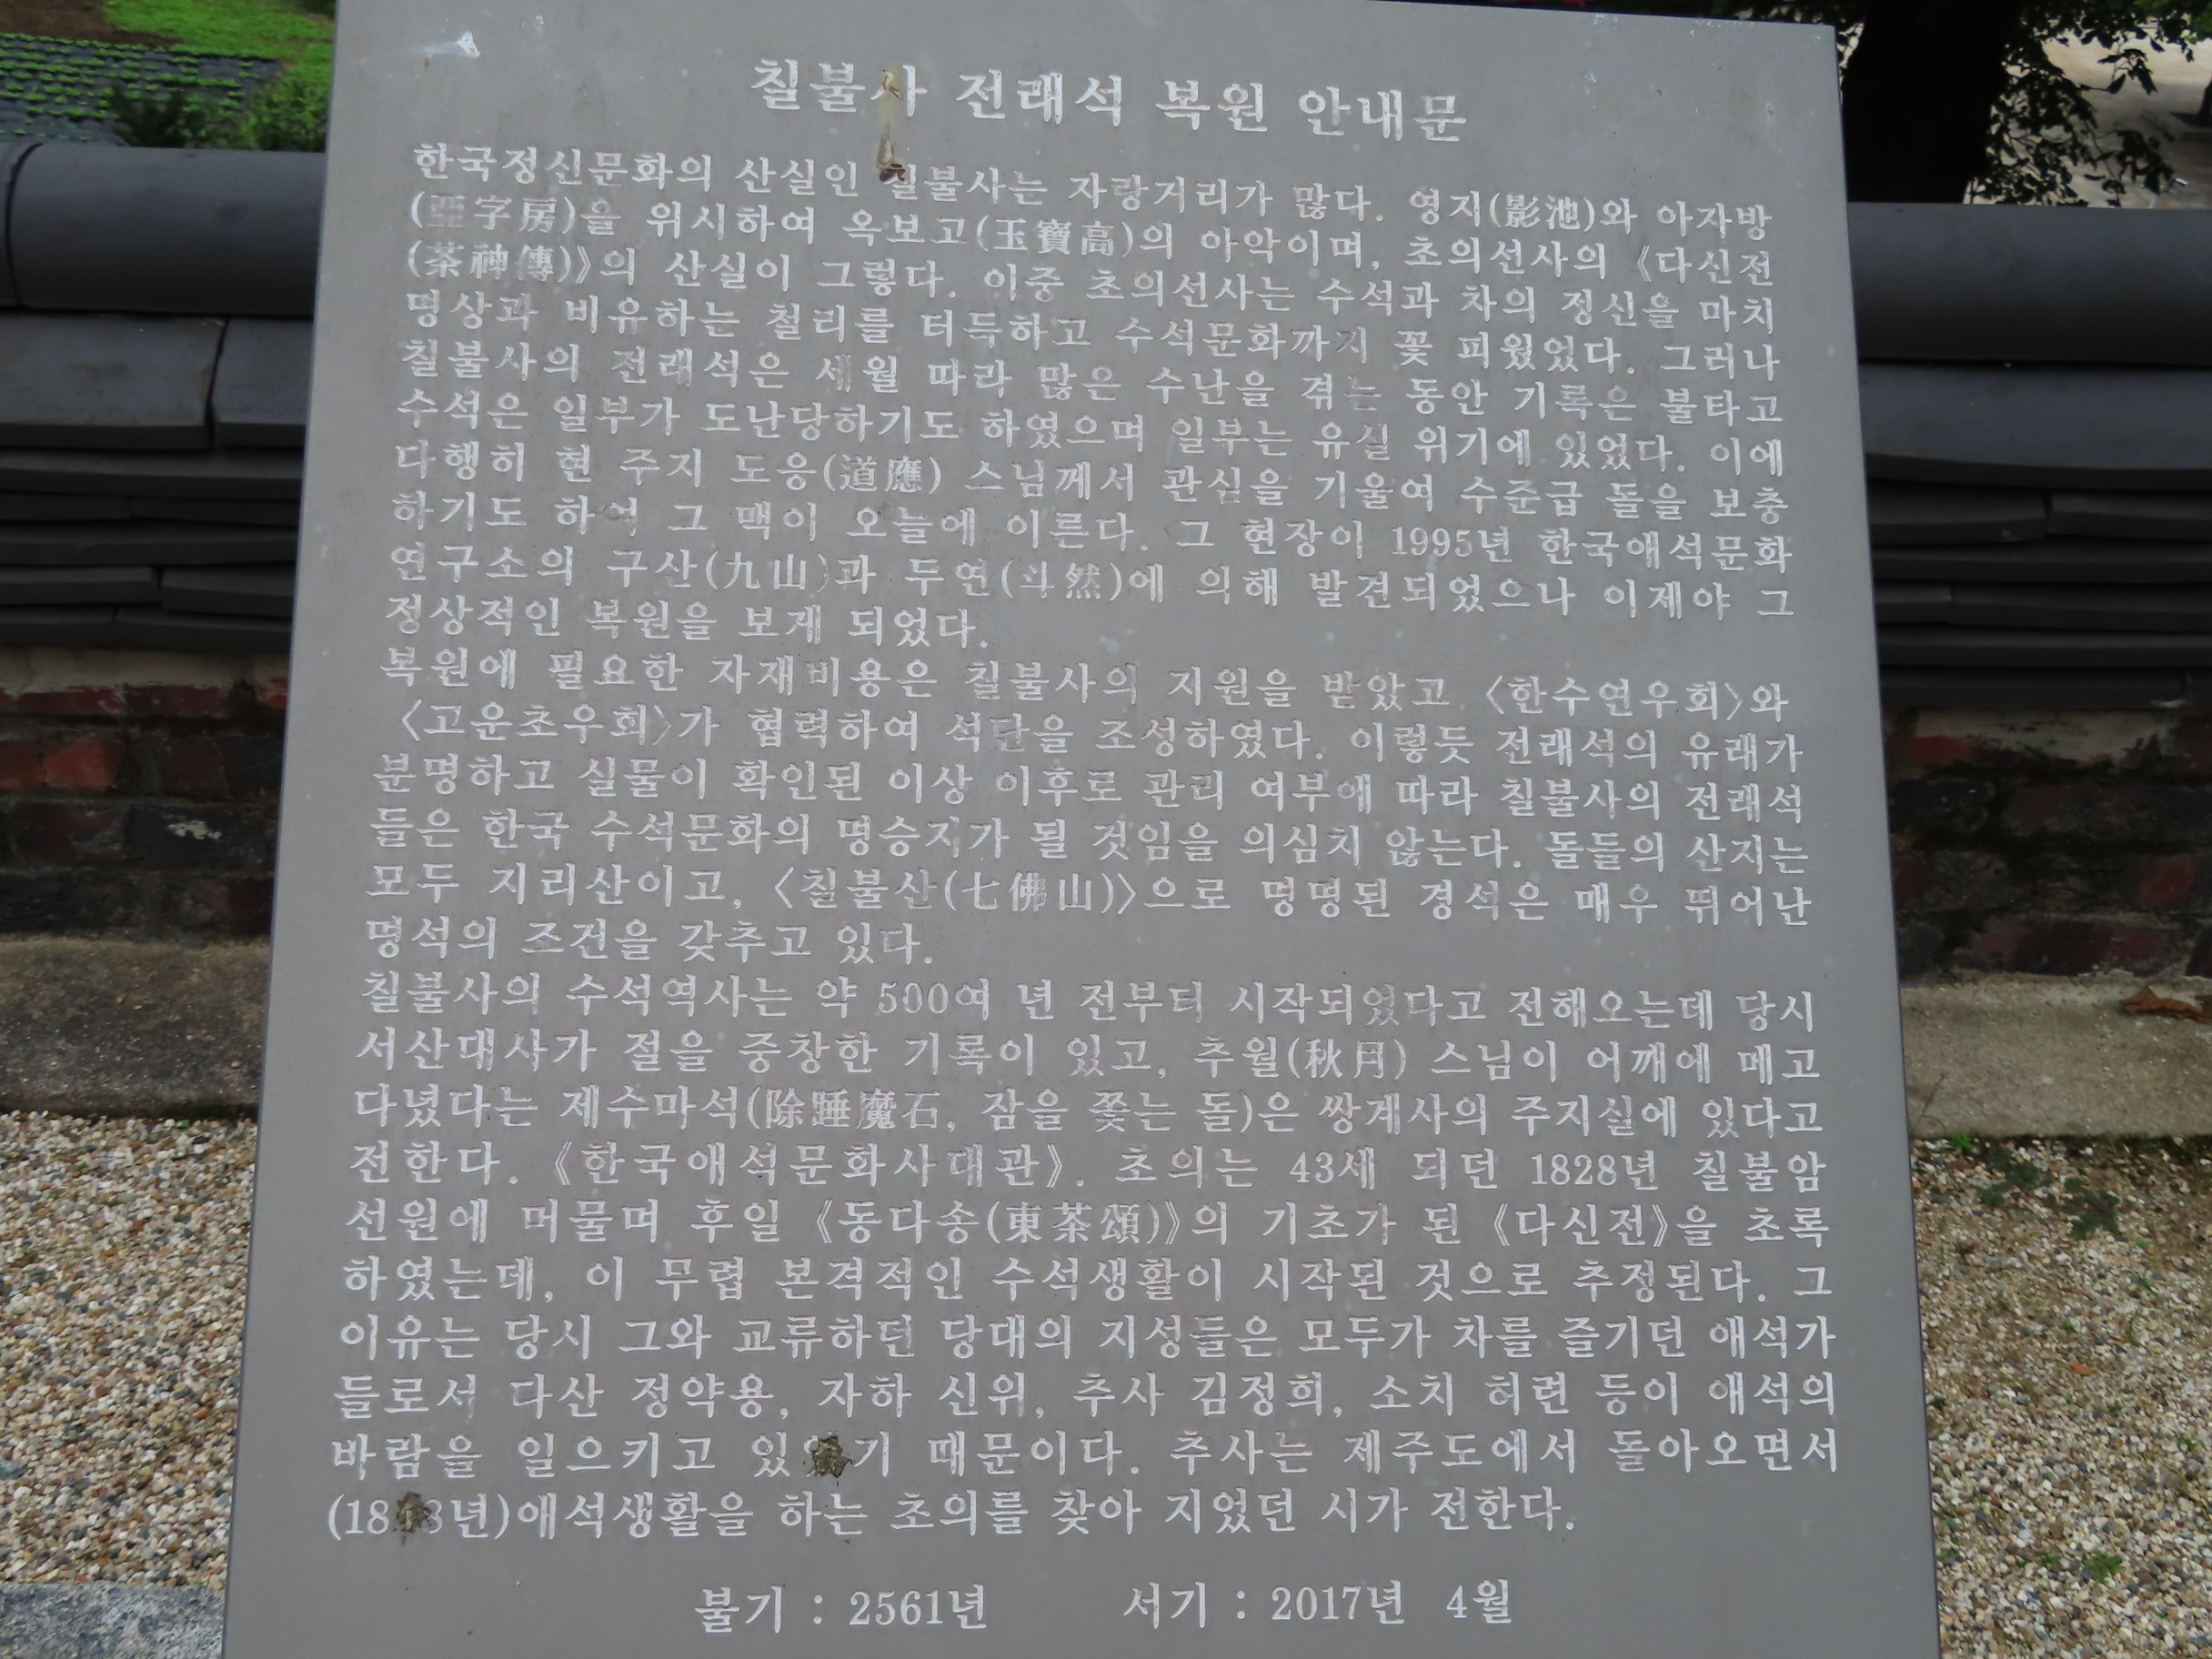 칠불사 전래석 복원 안내문
한국정신문화의 산실인 칠불사는 자랑거리가 많다. 영지(影池)와 아자방
(亞字房)을 위시하여 옥보고(玉寶高)의 아악이며, 초의선사의 《다신전
(茶神傳)》의 산실이 그렇다. 이중 초의선사는 수석과 차의 정신을 마치
명상과 비유하는 철리를 터득하고 수석문화까지 꽃 피웠었다. 그러나
칠불사의 전래석은 세월 따라 많은 수난을 겪는 동안 기록은 불타고
수석은 일부가 도난당하기도 하였으며 일부는 유실 위기에 있었다. 이에
다행히 현 주지 도응(道應) 스님께서 관심을 기울여 수준급 돌을 보충
하기도 하여 그 맥이 오늘에 이른다. 그 현장이 1995년 한국애석문화
연구소의 구산(九山)과 두연(斗然)에 의해 발견되었으나 이제야 그
정상적인 복원을 보게 되었다.
복원에 필요한 자재비용은 칠불사의 지원을 받았고 〈한수연우회〉와
〈고운초우회〉가 협력하여 석단을 조성하였다. 이렇듯 전래석의 유래가
분명하고 실물이 확인된 이상 이후로 관리 여부에 따라 칠불사의 전래석
들은 한국 수석문화의 명승지가 될 것임을 의심치 않는다. 돌들의 산지는
모두 지리산이고, 〈칠불산(七佛山)〉으로 명명된 경석은 매우 뛰어난
명석의 조건을 갖추고 있다.
칠불사의 수석역사는 약 500여 년 전부터 시작되었다고 전해오는데 당시
서산대사가 절을 중창한 기록이 있고, 추월(秋月) 스님이 어깨에 메고
다녔다는 제수마석(除睡魔石, 잠을 쫓는 돌)은 쌍계사의 주지실에 있다고
전한다. 《한국애석문화사대관》. 초의는 43세 되던 1828년 칠불암
선원에 머물며 후일 《동다송(東茶頌)》의 기초가 된 《다신전》을 초록
하였는데, 이 무렵 본격적인 수석생활이 시작된 것으로 추정된다. 그
이유는 당시 그와 교류하던 당대의 지성들은 모두가 차를 즐기던 애석가
들로서 다산 정약용, 자하 신위, 추사 김정희, 소치 허련 등이 애석의
바람을 일으키고 때문이다. 추사는 제주도에서 돌아오면서
애석생활을 하는 초의를 찾아 지었던 시가 전한다.
불기 : 2561년 서기 : 2017년 4월